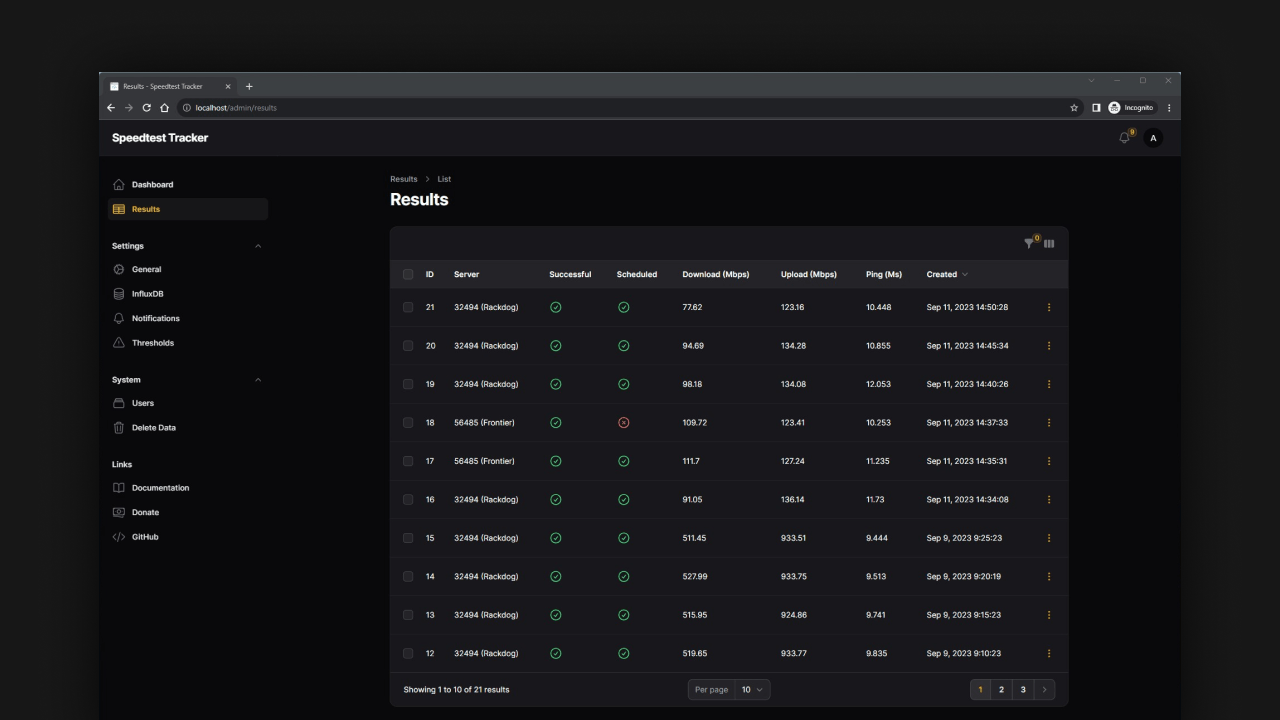 Results - Speedtest Tracker
localhost/admin/results
Incognito
Speedtest Tracker
9
A
Dashboard
Results
Settings
General
InfluxDB
Notifications
Thresholds
System
Users
Delete Data
Links
Documentation
Donate
GitHub
Results > List
Results
0
ID Server Successful Scheduled Download (Mbps) Upload (Mbps) Ping (Ms) Created
21 32494 (Rackdog) 77.62 123.16 10.448 Sep 11, 2023 14:50:28
20 32494 (Rackdog) 94.69 134.28 10.855 Sep 11, 2023 14:45:34
19 32494 (Rackdog) 98.18 134.08 12.053 Sep 11, 2023 14:40:26
18 56485 (Frontier) 109.72 123.41 10.253 Sep 11, 2023 14:37:33
17 56485 (Frontier) 111.7 127.24 11.235 Sep 11, 2023 14:35:31
16 32494 (Rackdog) 91.05 136.14 11.73 Sep 11, 2023 14:34:08
15 32494 (Rackdog) 511.45 933.51 9.444 Sep 9, 2023 9:25:23
14 32494 (Rackdog) 527.99 933.75 9.513 Sep 9, 2023 9:20:19
13 32494 (Rackdog) 515.95 924.86 9.741 Sep 9, 2023 9:15:23
12 32494 (Rackdog) 519.65 933.77 9.835 Sep 9, 2023 9:10:23
Showing 1 to 10 of 21 results
Per page 10
1 2 3